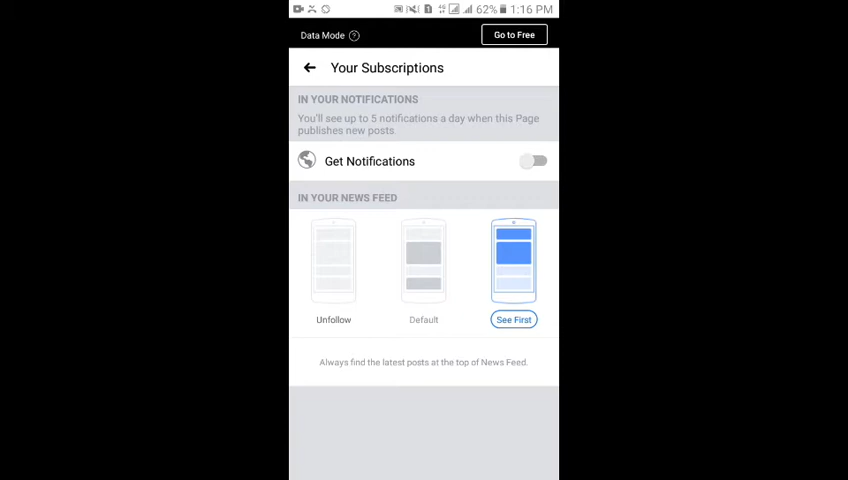 62% 1:16 PM
Data Mode ? Go to Free
Your Subscriptions
IN YOUR NOTIFICATIONS
You'll see up to 5 notifications a day when this Page
publishes new posts
Get Notifications
IN YOUR NEWS FEED
Unfollow Default See First
Always find the latest posts at the top of News Feed.